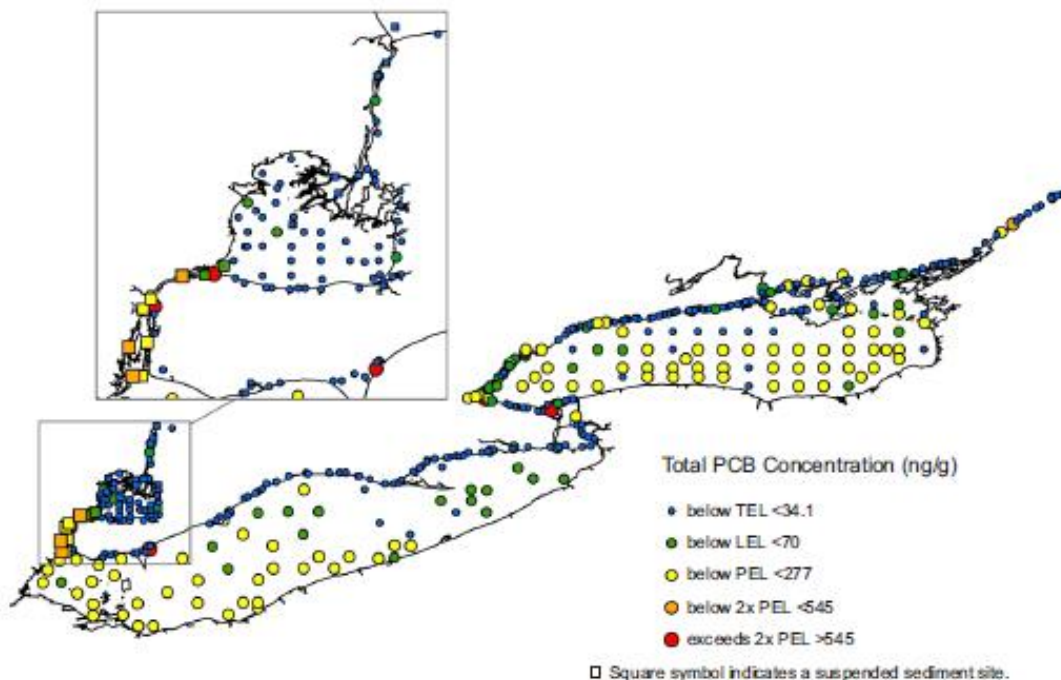 Total PCB Concentration (ng/g)
below TEL <34.1
below LEL <70
below PEL <277
below 2x PEL <545
exceeds 2x PEL >545
Square symbol indicates a suspended sediment site.